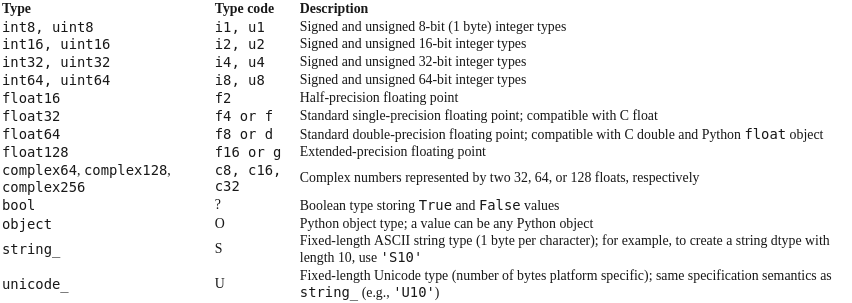 Type Type code Description
int8, uint8 i1, u1 Signed and unsigned 8-bit (1 byte) integer types
int16, uint16 i2, u2 Signed and unsigned 16-bit integer types
int32, uint32 i4, u4 Signed and unsigned 32-bit integer types
int64, uint64 i8, u8 Signed and unsigned 64-bit integer types
float16 f2 Half-precision floating point
float32 f4 or f Standard single-precision floating point; compatible with C float
float64 f8 or d Standard double-precision floating point; compatible with C double and Python float object
float128 f16 or g Extended-precision floating point
complex64, complex128, c8, c16,
complex256 c32 Complex numbers represented by two 32, 64, or 128 floats, respectively
bool ? Boolean type storing True and False values
object O Python object type; a value can be any Python object
string_ S Fixed-length ASCII string type (1 byte per character); for example, to create a string dtype with
length 10, use 'S10'
unicode_ U Fixed-length Unicode type (number of bytes platform specific); same specification semantics as
string_ (e.g., 'U10')